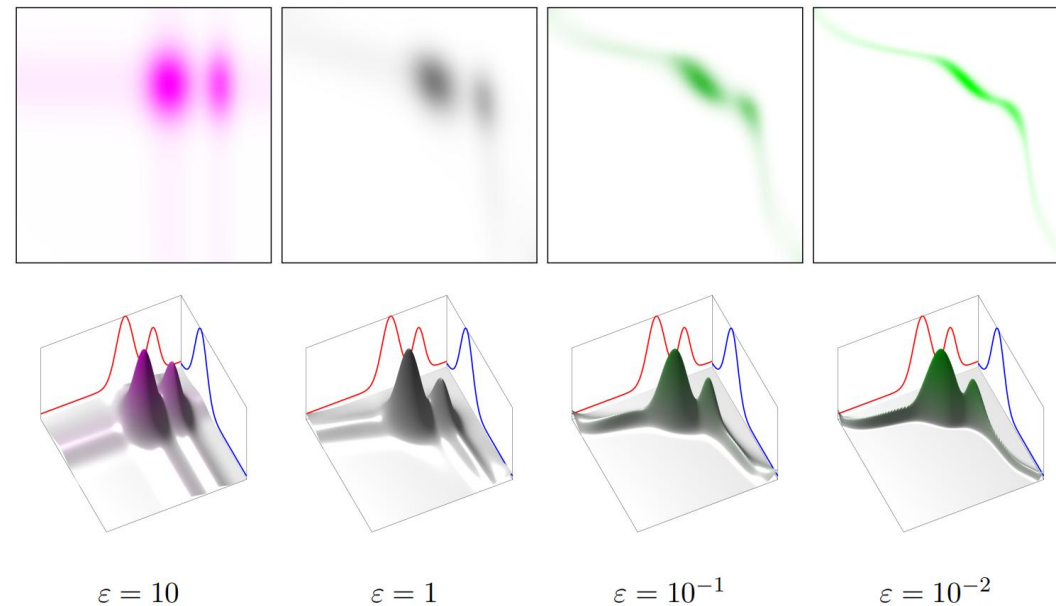 ε = 10 ε = 1 ε = 10⁻¹ ε = 10⁻²